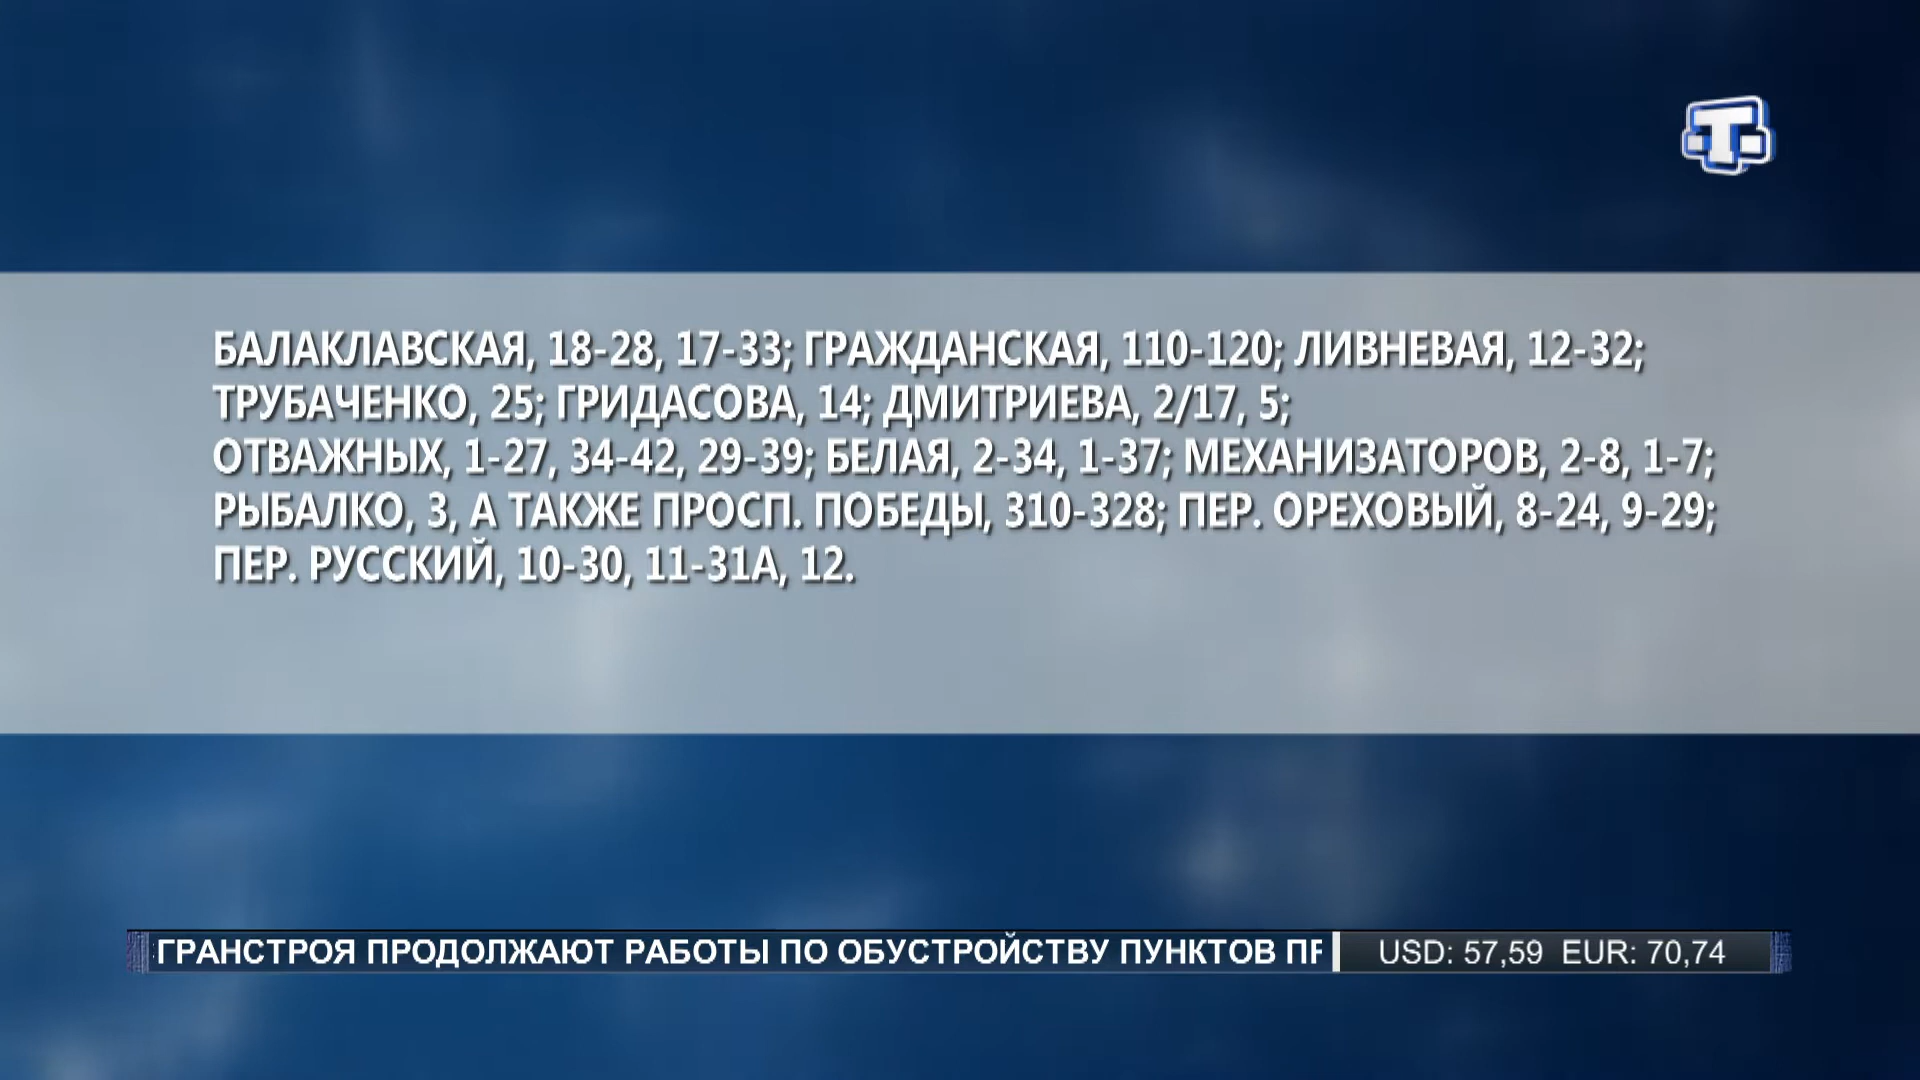 Т
БАЛАКЛАВСКАЯ, 18-28, 17-33; ГРАЖДАНСКАЯ, 110-120; ЛИВНЕВАЯ, 12-32;
ТРУБАЧЕНКО, 25; ГРИДАСОВА, 14; ДМИТРИЕВА, 2/17, 5;
ОТВАЖНЫХ, 1-27, 34-42, 29-39; БЕЛАЯ, 2-34, 1-37; МЕХАНИЗАТОРОВ, 2-8, 1-7;
РЫБАЛКО, 3, А ТАКЖЕ ПРОСП. ПОБЕДЫ, 310-328; ПЕР. ОРЕХОВЫЙ, 8-24, 9-29;
ПЕР. РУССКИЙ, 10-30, 11-31А, 12.
ГРАНСТРОЯ ПРОДОЛЖАЮТ РАБОТЫ ПО ОБУСТРОЙСТВУ ПУНКТОВ USD: 57,59 EUR: 70,74